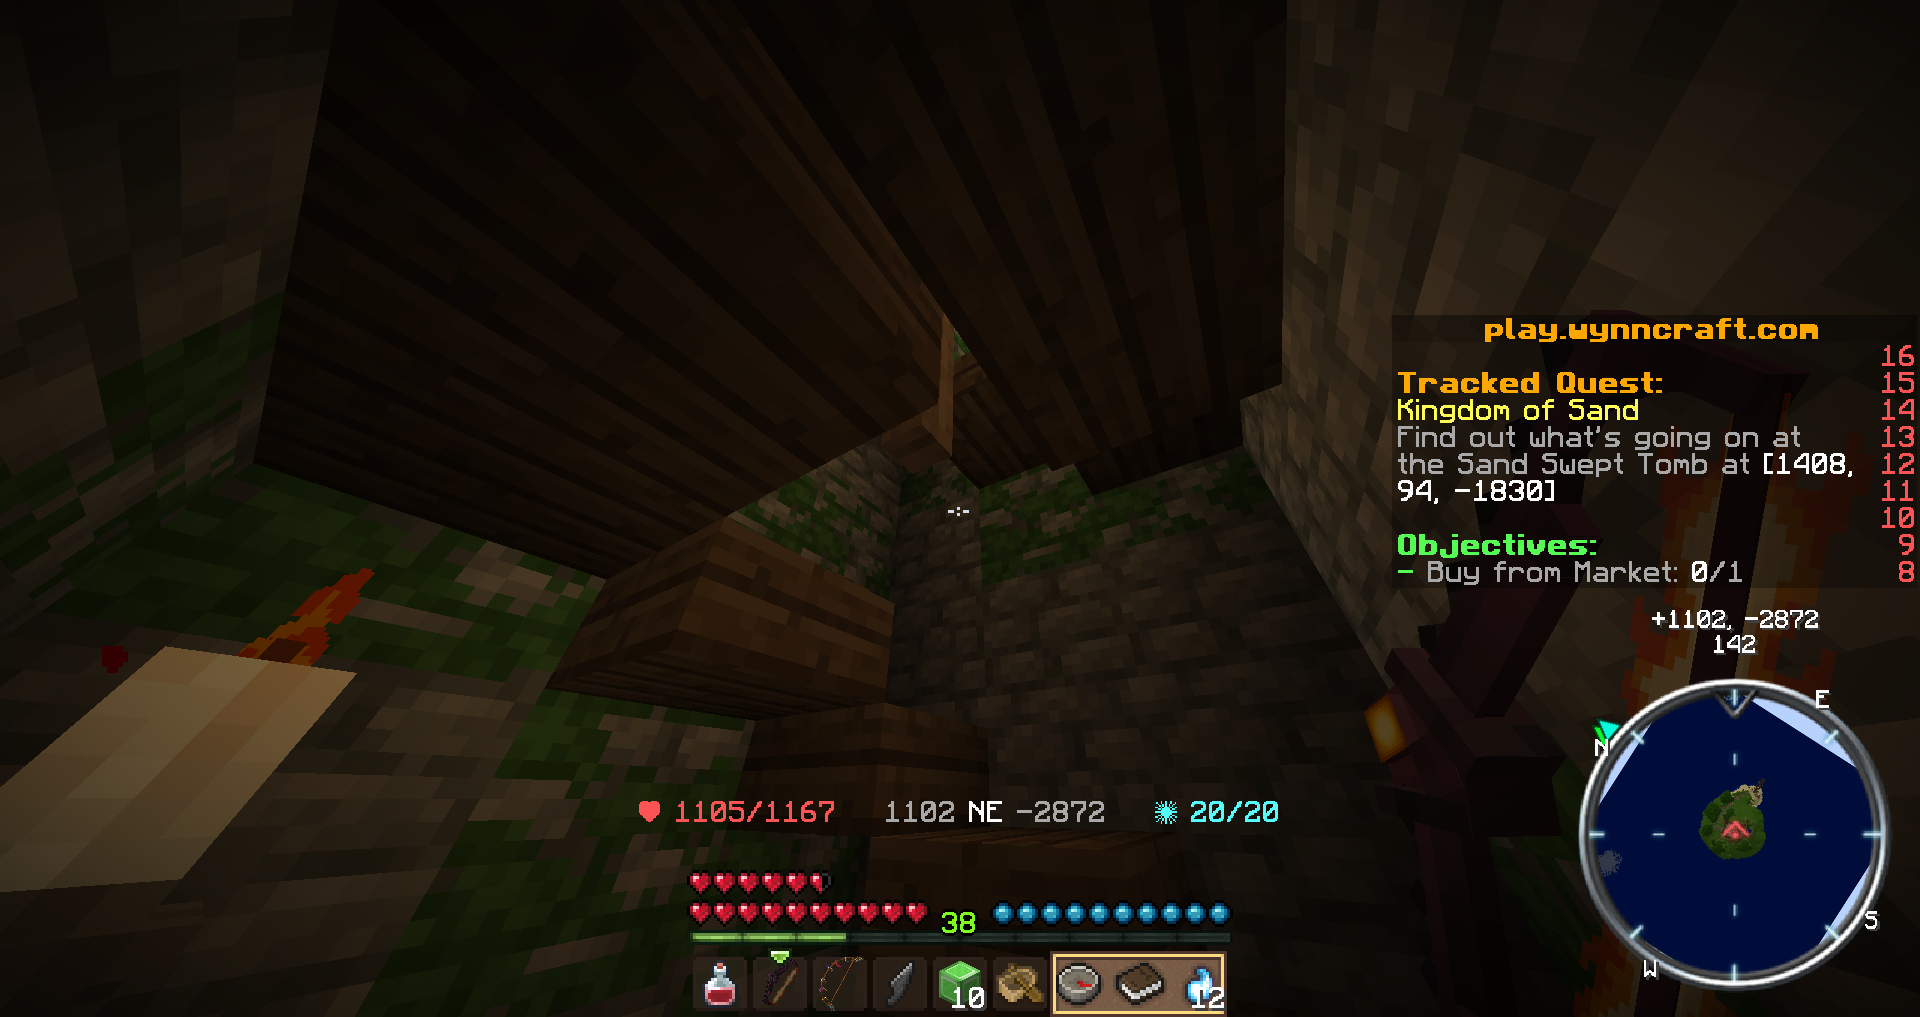 play.wynncraft.com
16
Tracked Quest: 15
Kingdom of Sand 14
Find out what's going on at 13
the Sand Swept Tomb at [1408, 12
94, -1830] 11
10
Objectives: 9
- Buy from Market: 0/1 8
+1102, -2872
142
N E
W S
1105/1167 1102 NE -2872 20/20
38
10 12